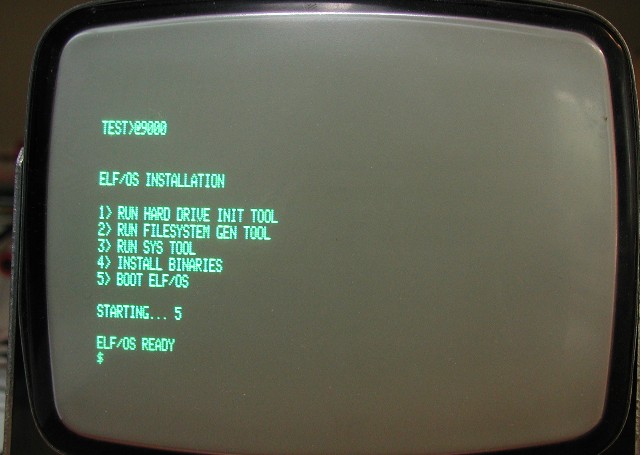 TEST>@9000
ELF/OS INSTALLATION
1> RUN HARD DRIVE INIT TOOL
2> RUN FILESYSTEM GEN TOOL
3> RUN SYS TOOL
4> INSTALL BINARIES
5> BOOT ELF/OS
STARTING... 5
ELF/OS READY
$